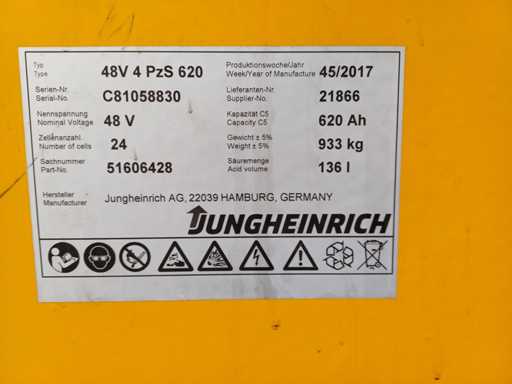 Typ
Type 48V 4 PzS 620 Produktionswoche/Jahr
Week/Year of Manufacture 45/2017
Serien-Nr.
Serial-No. C81058830 Lieferanten-Nr.
Supplier-No. 21866
Nennspannung
Nominal Voltage 48 V Kapazität C5
Capacity C5 620 Ah
Zellenanzahl
Number of cells 24 Gewicht ± 5%
Weight ± 5% 933 kg
Sachnummer
Part-No. 51606428 Säuremenge
Acid volume 136 l
Hersteller
Manufacturer Jungheinrich AG, 22039 HAMBURG, GERMANY
JUNGHEINRICH